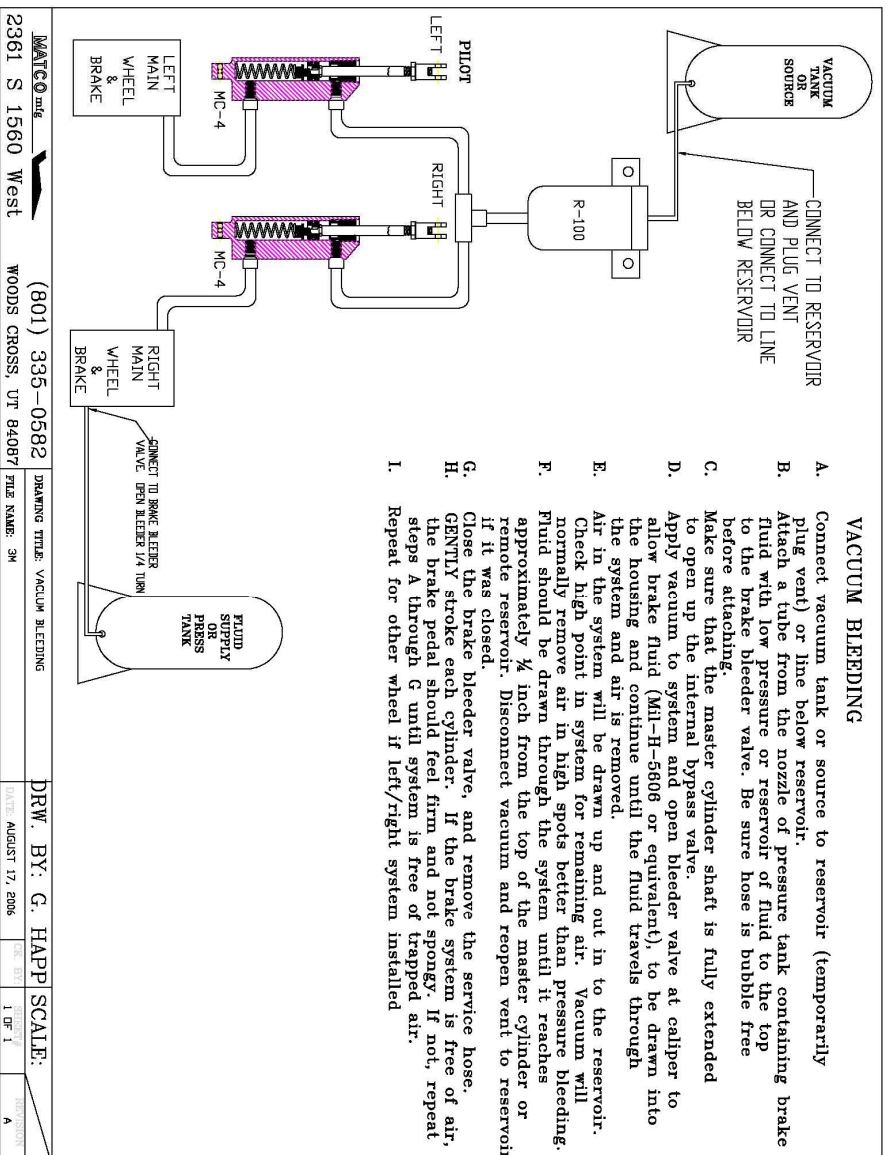 VACUUM BLEEDING
A. Connect vacuum tank or source to reservoir (temporarily
plug vent) or line below reservoir.
B. Attach a tube from the nozzle of pressure tank containing brake
fluid with low pressure or reservoir of fluid to the top
to the brake bleeder valve. Be sure hose is bubble free
before attaching.
C. Make sure that the master cylinder shaft is fully extended
to open up the internal bypass valve.
D. Apply vacuum to system and open bleeder valve at caliper to
allow brake fluid (Mil-H-5606 or equivalent), to be drawn into
the housing and continue until the fluid travels through
the system and air is removed.
E. Air in the system will be drawn up and out in to the reservoir.
Check high point in system for remaining air. Vacuum will
normally remove air in high spots better than pressure bleeding.
F. Fluid should be drawn through the system until it reaches
approximately ¼ inch from the top of the master cylinder or
remote reservoir. Disconnect vacuum and reopen vent to reservoir
if it was closed.
G. Close the brake bleeder valve, and remove the service hose.
H. GENTLY stroke each cylinder. If the brake system is free of air,
the brake pedal should feel firm and not spongy. If not, repeat
steps A through G until system is free of trapped air.
I. Repeat for other wheel if left/right system installed
VACUUM
TANK
OR
SOURCE
CONNECT TO RESERVOIR
AND PLUG VENT
OR CONNECT TO LINE
BELOW RESERVOIR
R-100
PILOT
LEFT
RIGHT
MC-4
MC-4
LEFT
MAIN
WHEEL
&
BRAKE
RIGHT
MAIN
WHEEL
&
BRAKE
CONNECT TO BRAKE BLEEDER
VALVE OPEN BLEEDER 1/4 TURN
FLUID
SUPPLY
OR
PRESS
TANK
MATCO mfg
(801) 335-0582
2361 S 1560 West
WOODS CROSS, UT 84087
DRAWING TITLE: VACUUM BLEEDING
FILE NAME: 3M
DRW. BY: G. HAPP
SCALE:
DATE: AUGUST 17, 2006
CK. BY:
SHEET#
1 OF 1
REVISION
A